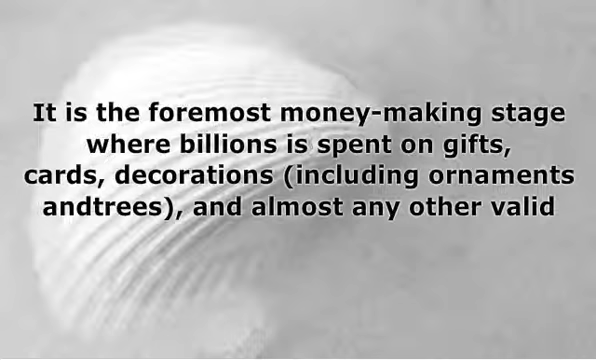 It is the foremost money-making stage
where billions is spent on gifts,
cards, decorations (including ornaments
andtrees), and almost any other valid